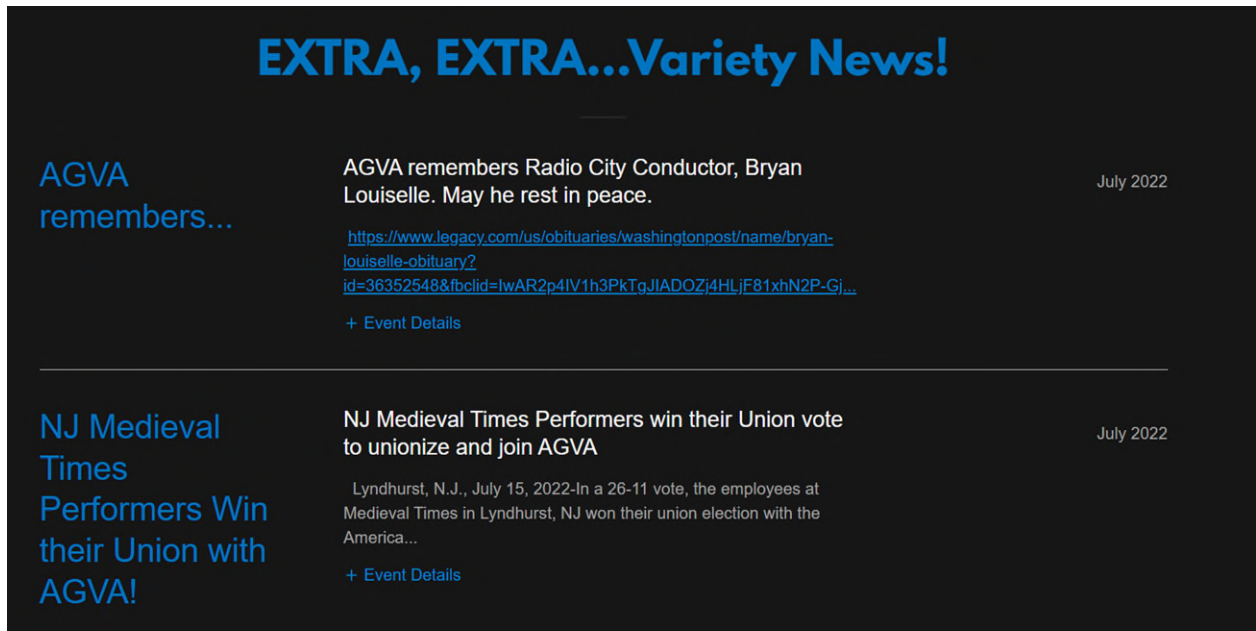 EXTRA, EXTRA...Variety News!
AGVA
remembers...
AGVA remembers Radio City Conductor, Bryan
Louiselle. May he rest in peace.
https://www.legacy.com/us/obituaries/washingtonpost/name/bryan-
louiselle-obituary?
id=36352548&fbclid=IwAR2p4IV1h3PkTgJIADOZj4HLjF81xhN2P-Gj...
+ Event Details
July 2022
NJ Medieval
Times
Performers Win
their Union with
AGVA!
NJ Medieval Times Performers win their Union vote
to unionize and join AGVA
Lyndhurst, N.J., July 15, 2022-In a 26-11 vote, the employees at
Medieval Times in Lyndhurst, NJ won their union election with the
America...
+ Event Details
July 2022